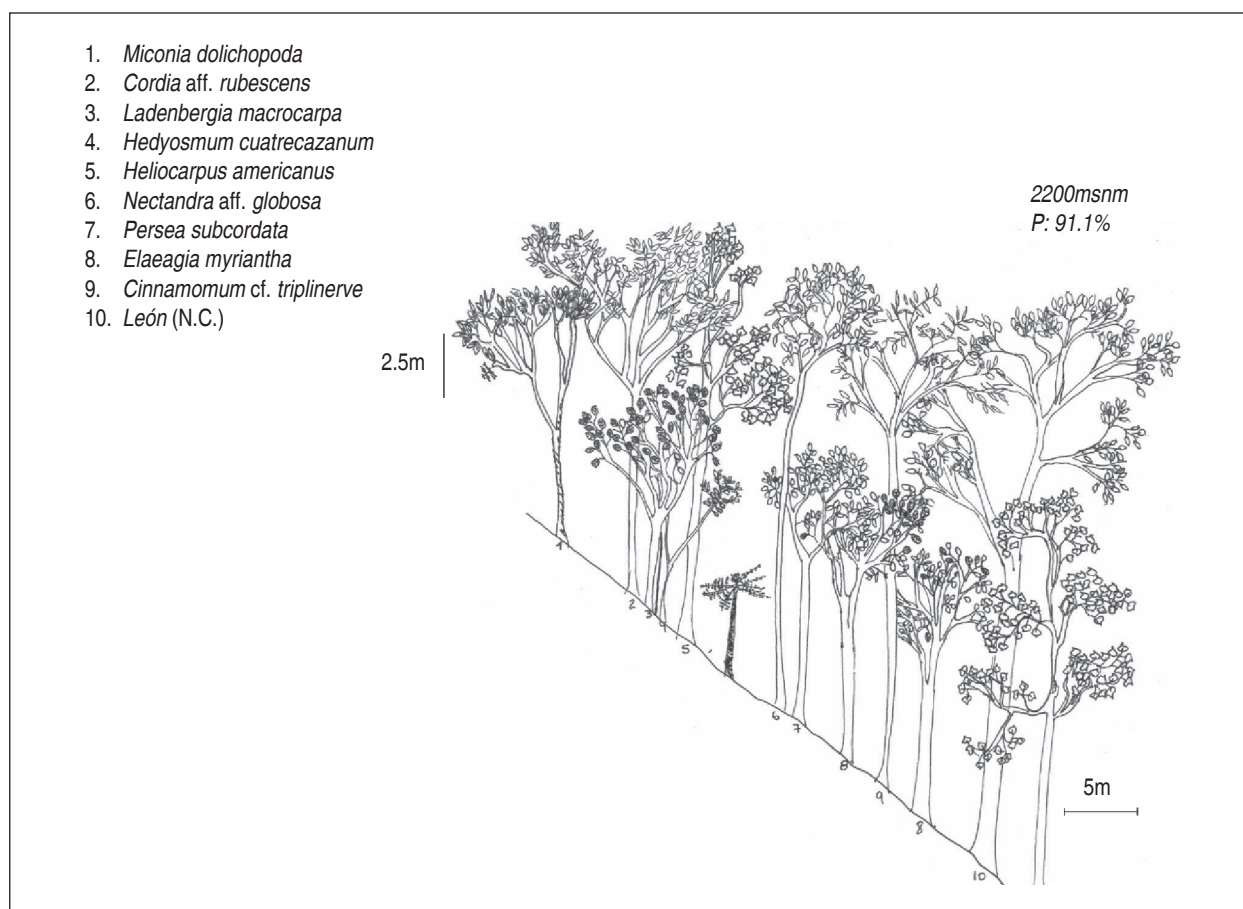 1. Miconia dolichopoda
2. Cordia aff. rubescens
3. Ladenbergia macrocarpa
4. Hedyosmum cuatrecazanum
5. Heliocarpus americanus
6. Nectandra aff. globosa
7. Persea subcordata
8. Elaeagia myriantha
9. Cinnamomum cf. triplinerve
10. León (N.C.)
2200msnm
P: 91.1%
2.5m
1
2
3
4
5
6
7
8
9
8
10
5m